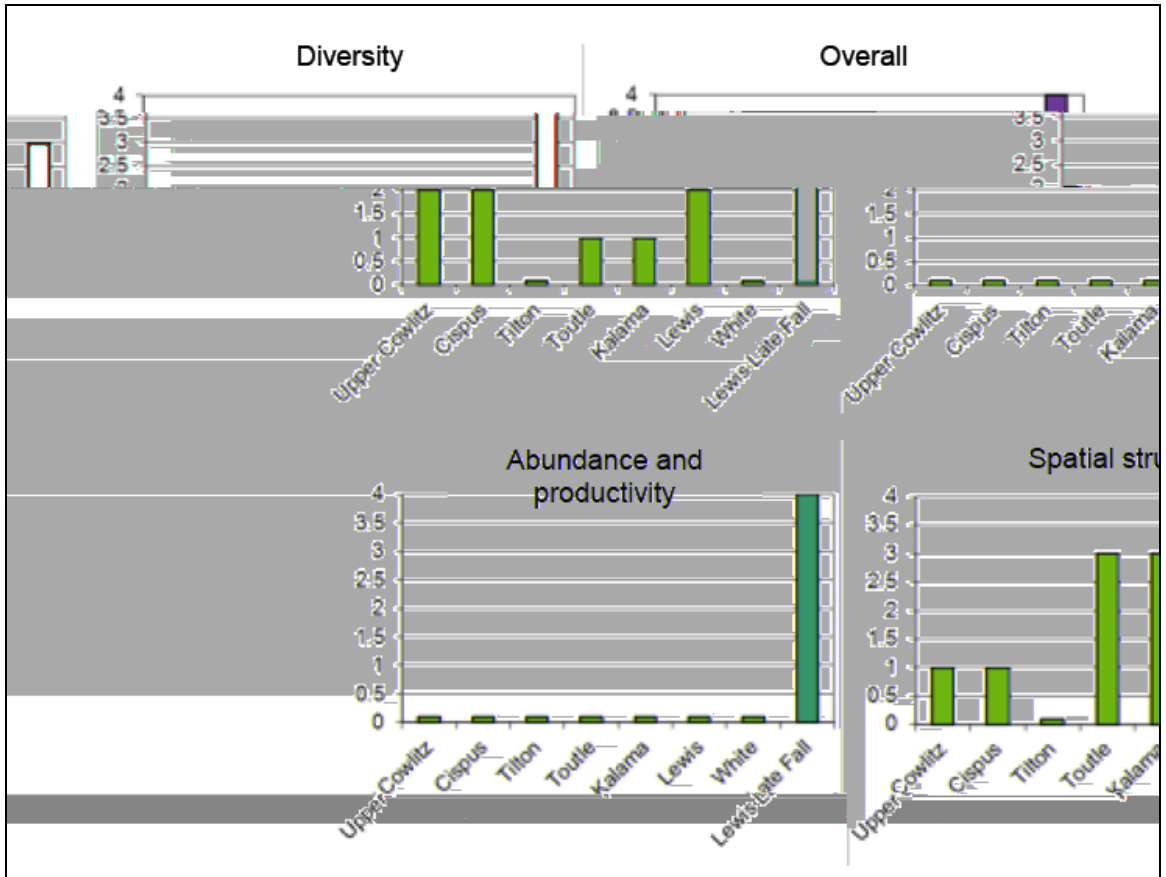 Diversity
Overall
4
3.5
3
2.5
2
1.5
1
0.5
0
Upper Cowlitz
Cispus
Tilton
Toutle
Kalama
Lewis
White
Lewis Late Fall
4
3.5
3
2.5
2
1.5
1
0.5
0
Upper Cowlitz
Cispus
Tilton
Toutle
Kalama
Abundance and
productivity
4
3.5
3
2.5
2
1.5
1
0.5
0
Upper Cowlitz
Cispus
Tilton
Toutle
Kalama
Lewis
White
Lewis Late Fall
Spatial stru
4
3.5
3
2.5
2
1.5
1
0.5
0
Upper Cowlitz
Cispus
Tilton
Toutle
Kalama